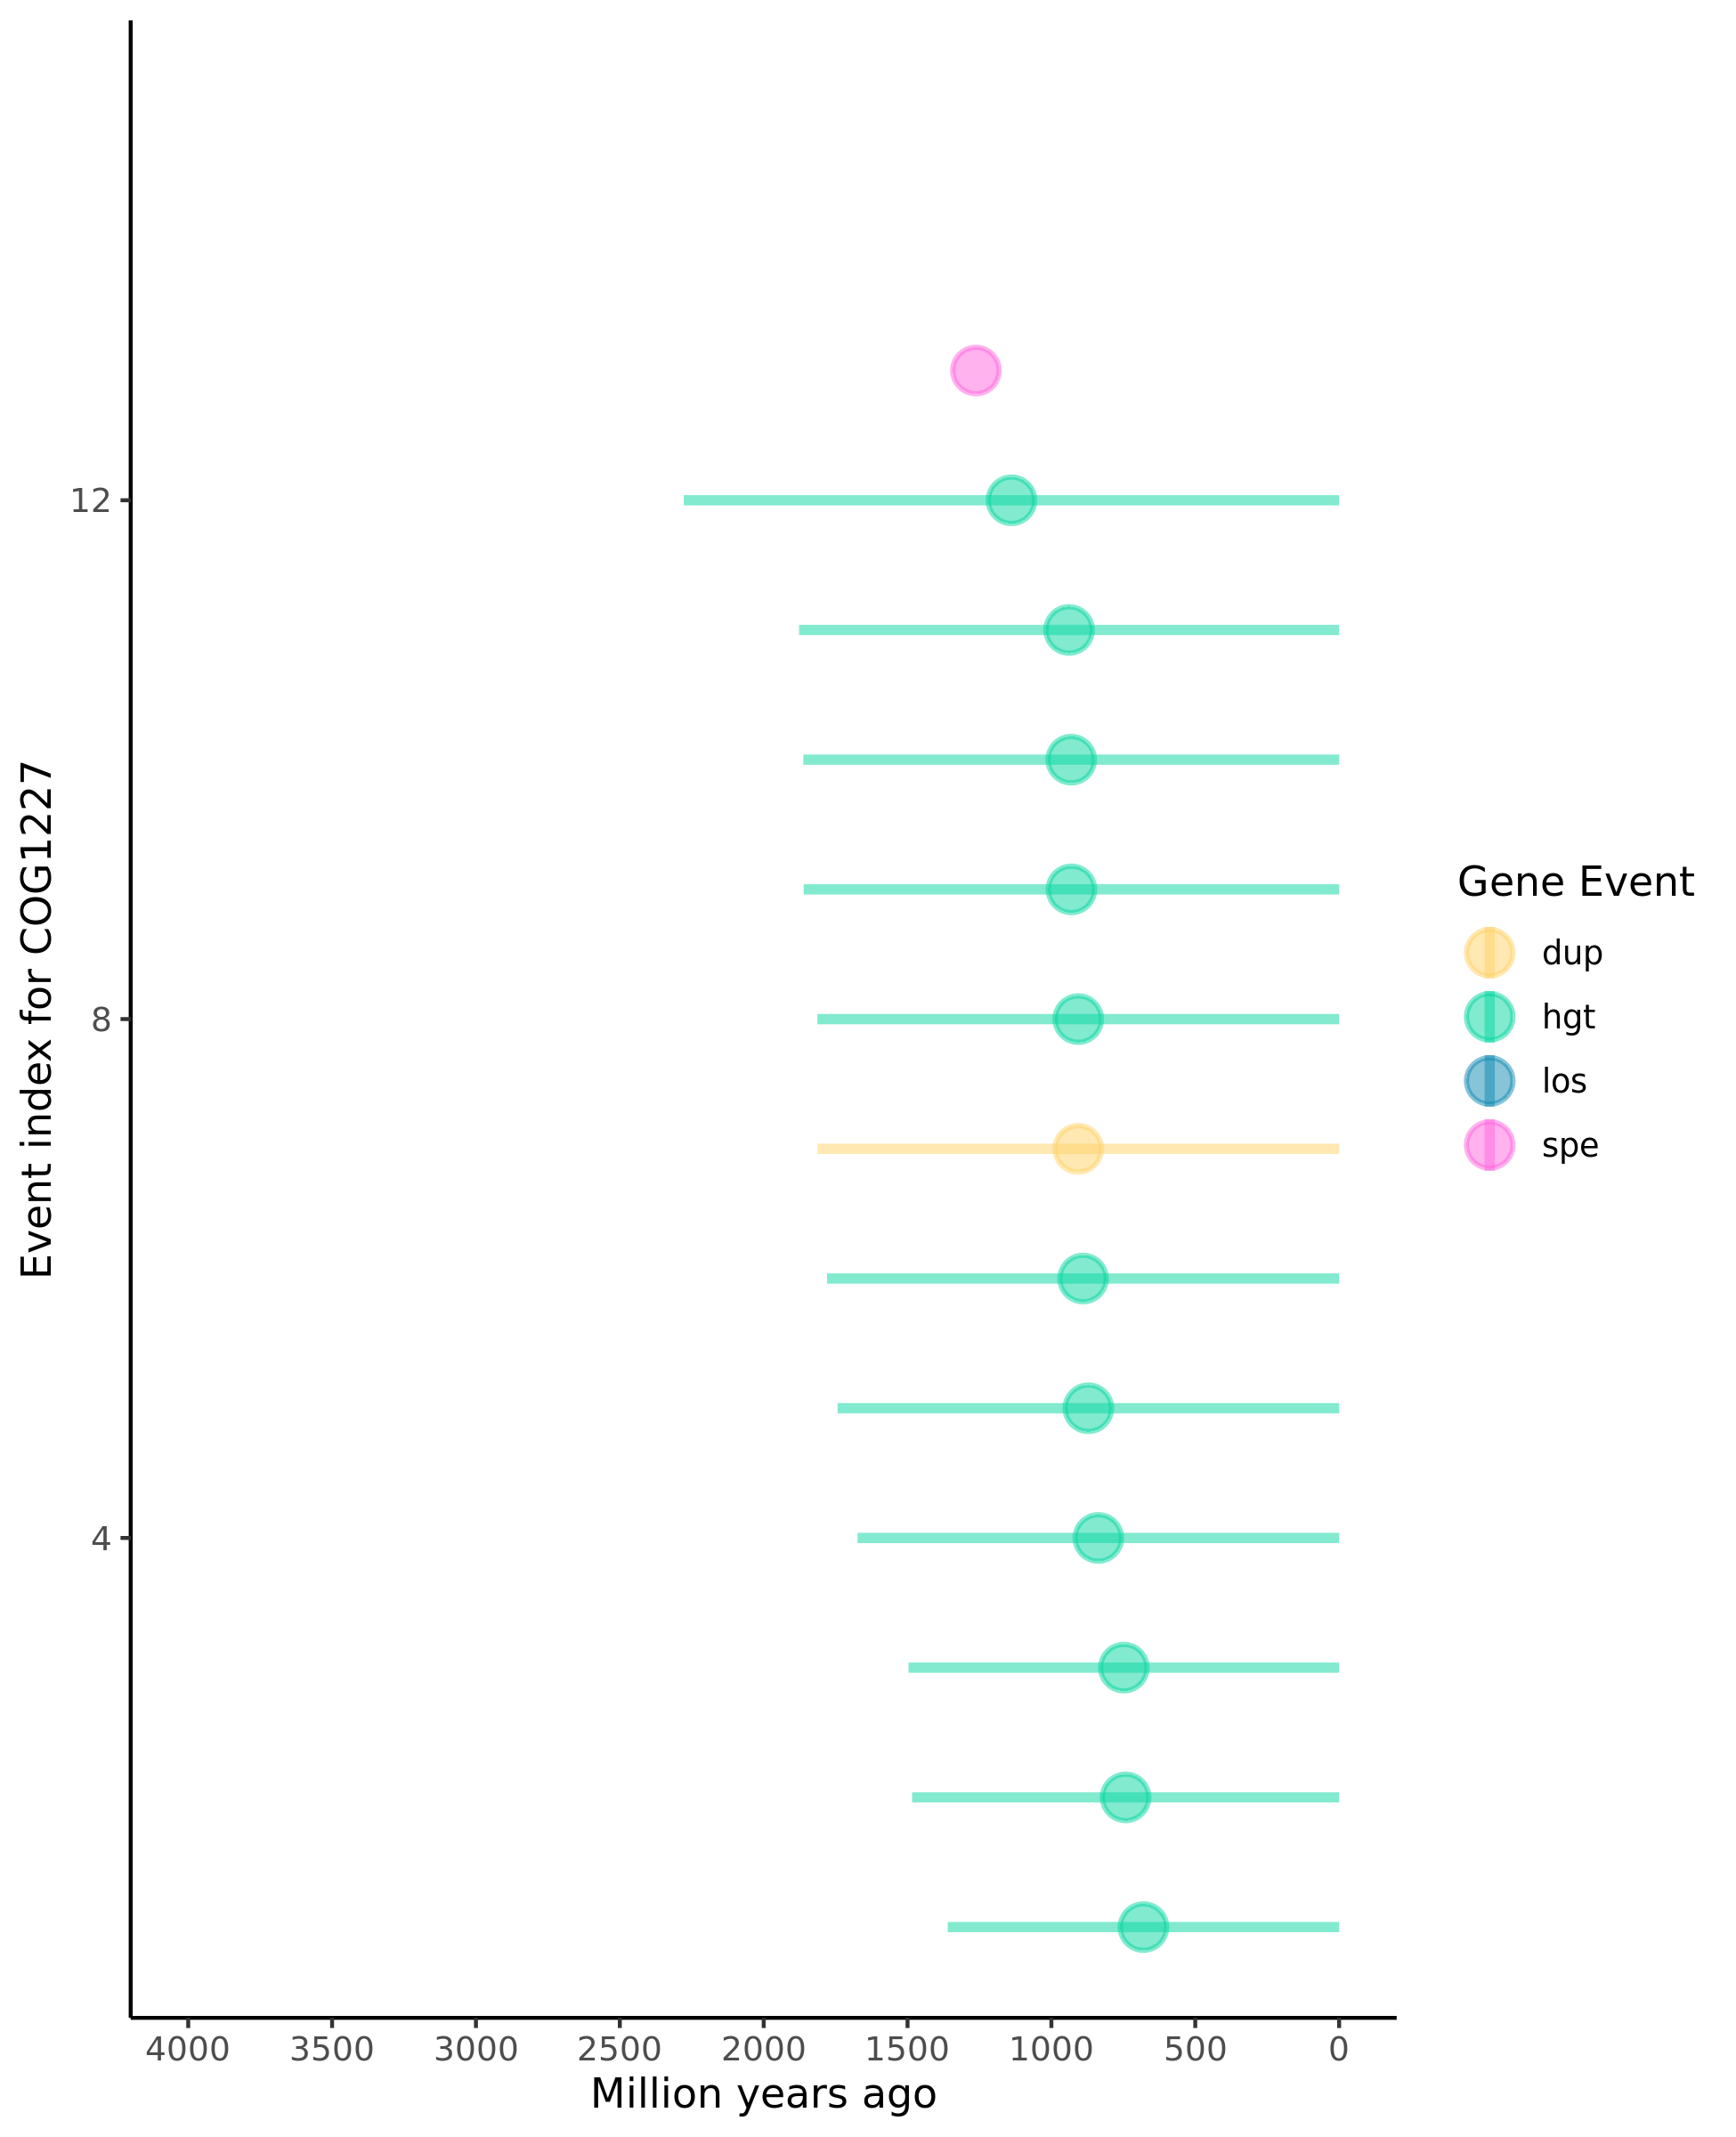 12
8
4
Event index for COG1227
4000 3500 3000 2500 2000 1500 1000 500 0
Million years ago
Gene Event
dup
hgt
los
spe